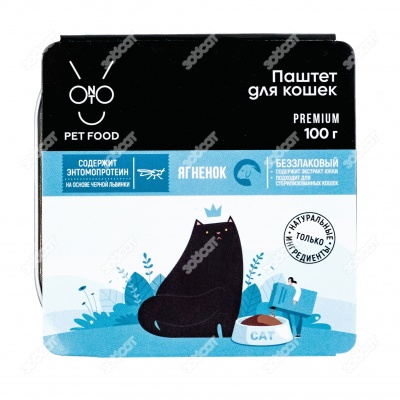 ONTO
PET FOOD
Паштет
для кошек
PREMIUM
100 г
СОДЕРЖИТ
ЭНТОМОПРОТЕИН
НА ОСНОВЕ ЧЕРНОЙ ЛЬВИНКИ
ЯГНЕНОК
БЕЗЗЛАКОВЫЙ
• СОДЕРЖИТ ЭКСТРАКТ ЮККИ
• ПОДХОДИТ ДЛЯ
СТЕРИЛИЗОВАННЫХ КОШЕК
НАТУРАЛЬНЫЕ
ТОЛЬКО
ИНГРЕДИЕНТЫ
CAT